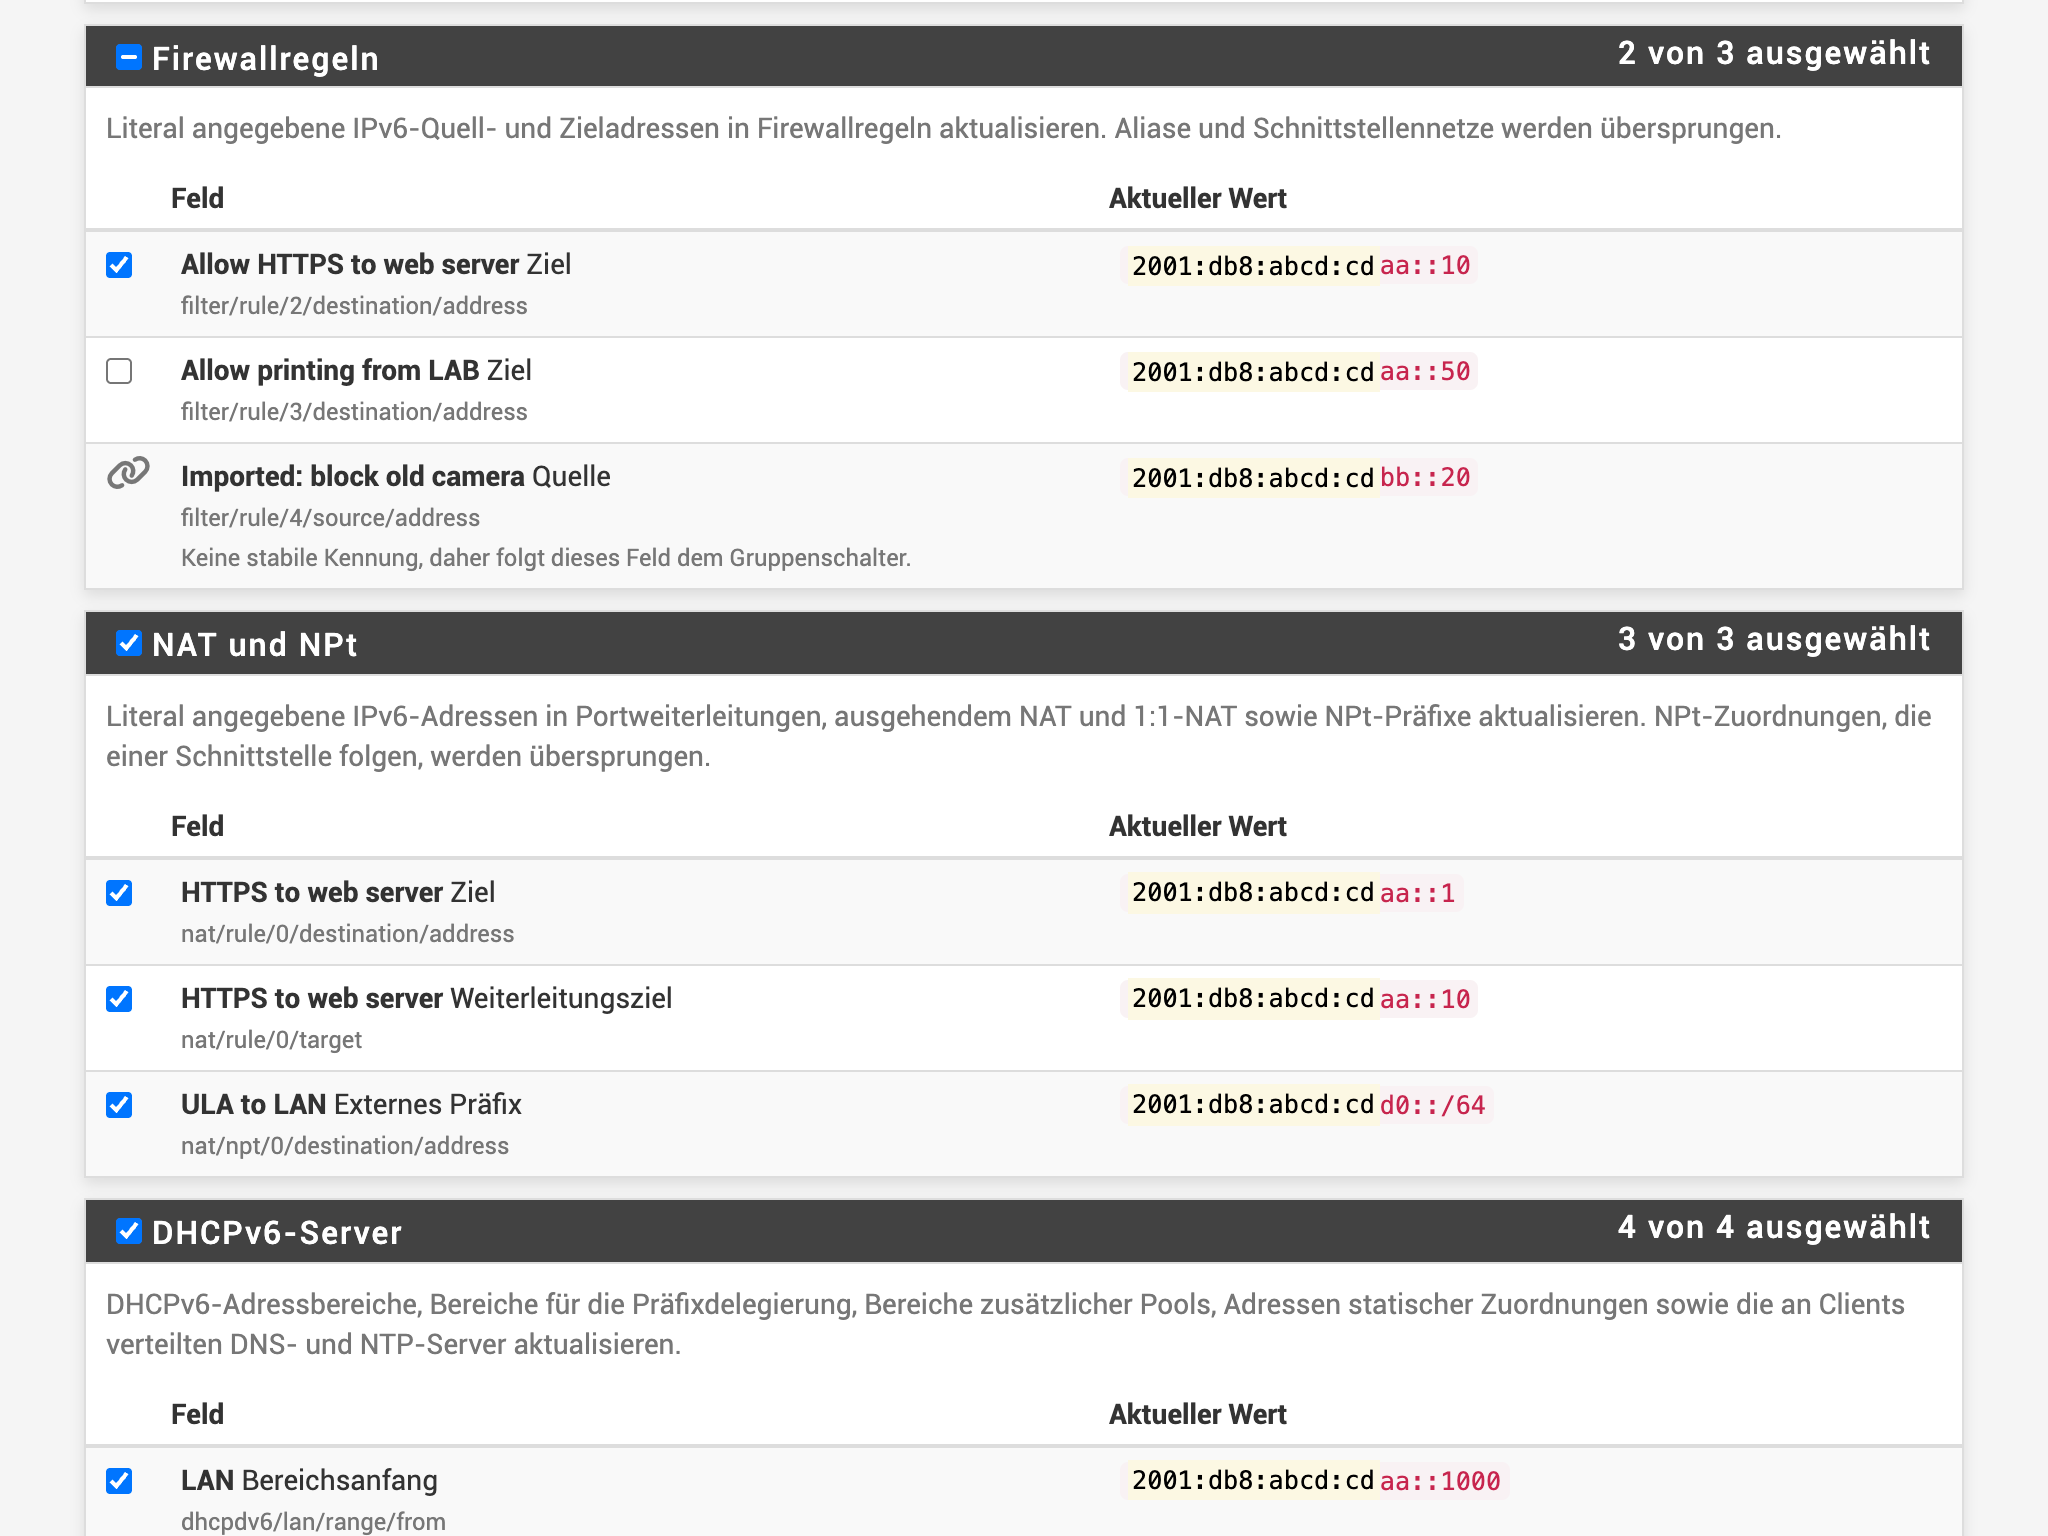 Firewallregeln
2 von 3 ausgewählt
Literal angegebene IPv6-Quell- und Zieladressen in Firewallregeln aktualisieren. Aliase und Schnittstellennetze werden übersprungen.
Feld Aktueller Wert
Allow HTTPS to web server Ziel 2001:db8:abcd:cdaa::10
filter/rule/2/destination/address
Allow printing from LAB Ziel 2001:db8:abcd:cdaa::50
filter/rule/3/destination/address
Imported: block old camera Quelle 2001:db8:abcd:cdbb::20
filter/rule/4/source/address
Keine stabile Kennung, daher folgt dieses Feld dem Gruppenschalter.
NAT und NPt
3 von 3 ausgewählt
Literal angegebene IPv6-Adressen in Portweiterleitungen, ausgehendem NAT und 1:1-NAT sowie NPt-Präfixe aktualisieren. NPt-Zuordnungen, die
einer Schnittstelle folgen, werden übersprungen.
Feld Aktueller Wert
HTTPS to web server Ziel 2001:db8:abcd:cdaa::1
nat/rule/0/destination/address
HTTPS to web server Weiterleitungsziel 2001:db8:abcd:cdaa::10
nat/rule/0/target
ULA to LAN Externes Präfix 2001:db8:abcd:cdd0::/64
nat/npt/0/destination/address
DHCPv6-Server
4 von 4 ausgewählt
DHCPv6-Adressbereiche, Bereiche für die Präfixdelegierung, Bereiche zusätzlicher Pools, Adressen statischer Zuordnungen sowie die an Clients
verteilten DNS- und NTP-Server aktualisieren.
Feld Aktueller Wert
LAN Bereichsanfang 2001:db8:abcd:cdaa::1000
dhcpdv6/lan/range/from